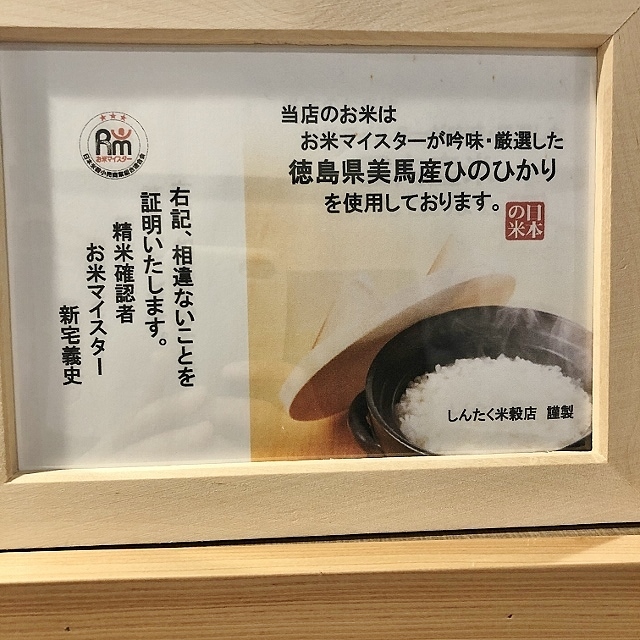 当店のお米は
お米マイスターが吟味・厳選した
徳島県美馬産ひのひかり
を使用しております。
日本の米
右記、相違ないことを
証明いたします。
精米確認者
お米マイスター
新宅義史
Rm
お米マイスター
しんたく米穀店 謹製